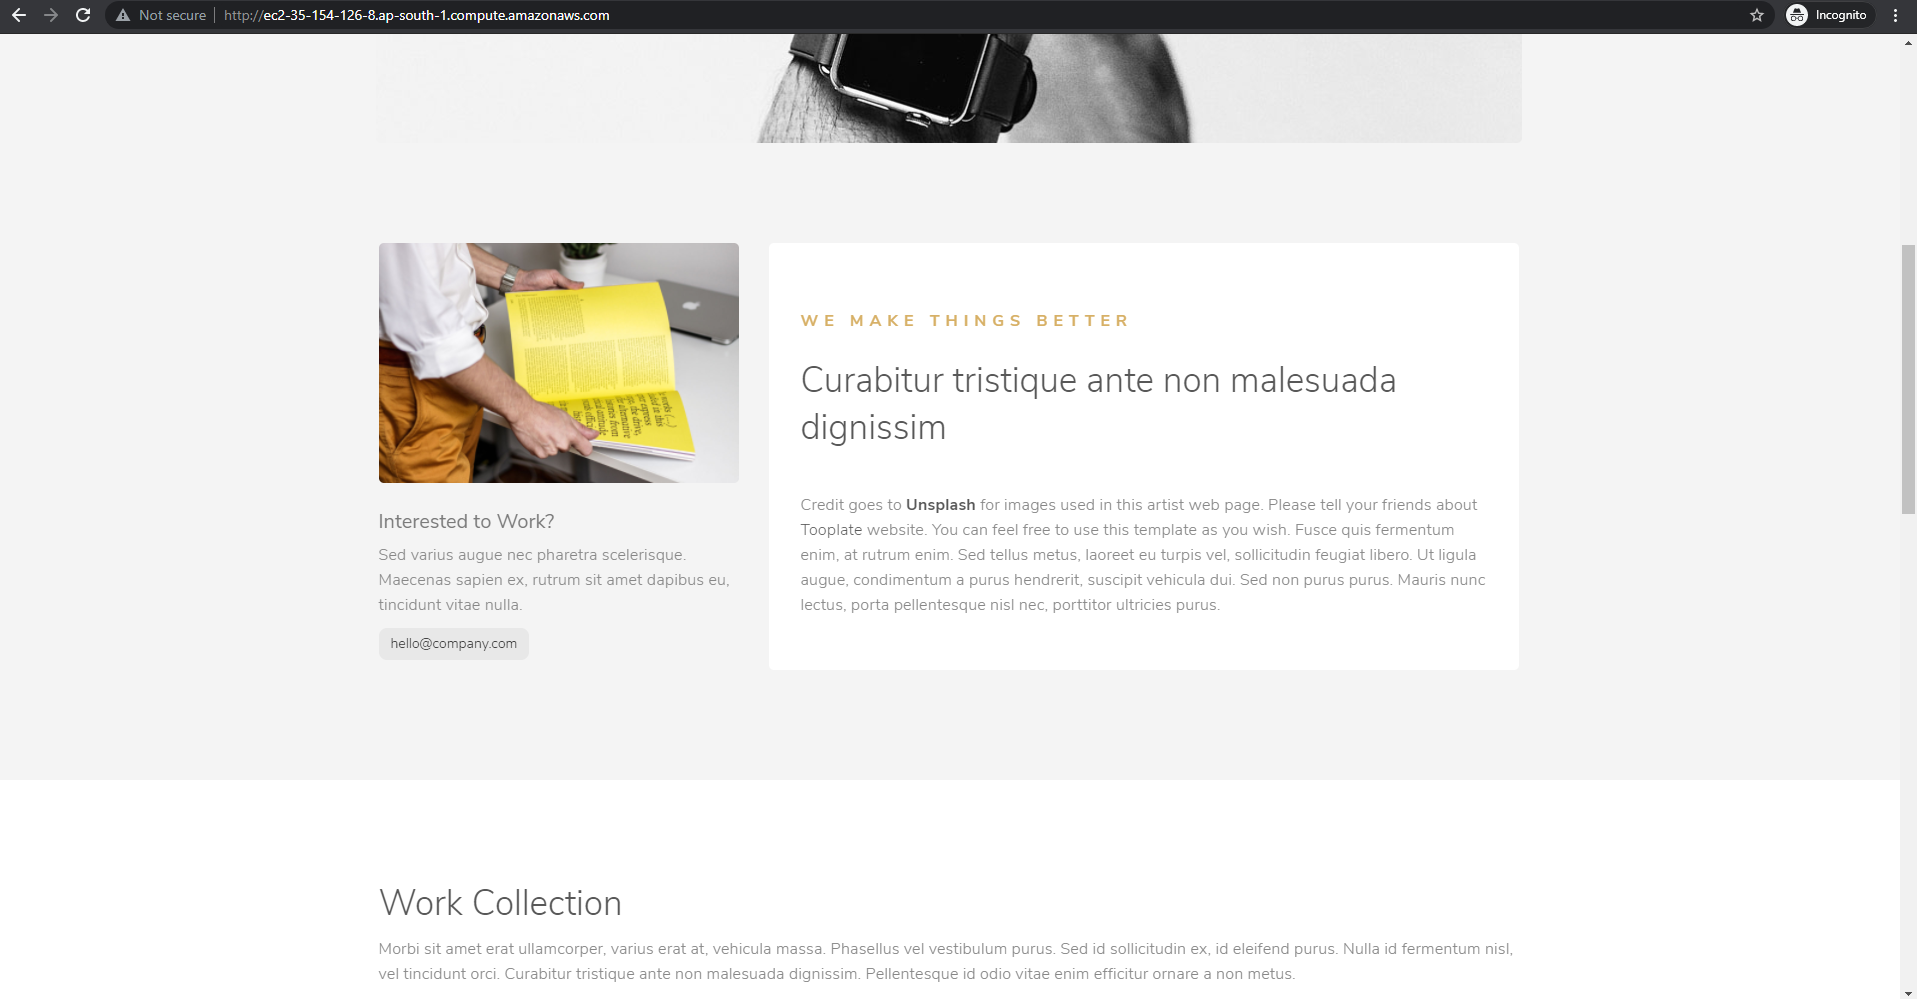 Not secure
http://ec2-35-154-126-8.ap-south-1.compute.amazonaws.com
Incognito
WE MAKE THINGS BETTER
Curabitur tristique ante non malesuada
dignissim
Credit goes to Unsplash for images used in this artist web page. Please tell your friends about
Tooplate website. You can feel free to use this template as you wish. Fusce quis fermentum
enim, at rutrum enim. Sed tellus metus, laoreet eu turpis vel, sollicitudin feugiat libero. Ut ligula
augue, condimentum a purus hendrerit, suscipit vehicula dui. Sed non purus purus. Mauris nunc
lectus, porta pellentesque nisl nec, porttitor ultricies purus.
Interested to Work?
Sed varius augue nec pharetra scelerisque.
Maecenas sapien ex, rutrum sit amet dapibus eu,
tincidunt vitae nulla.
hello@company.com
Work Collection
Morbi sit amet erat ullamcorper, varius erat at, vehicula massa. Phasellus vel vestibulum purus. Sed id sollicitudin ex, id eleifend purus. Nulla id fermentum nisl,
vel tincidunt orci. Curabitur tristique ante non malesuada dignissim. Pellentesque id odio vitae enim efficitur ornare a non metus.